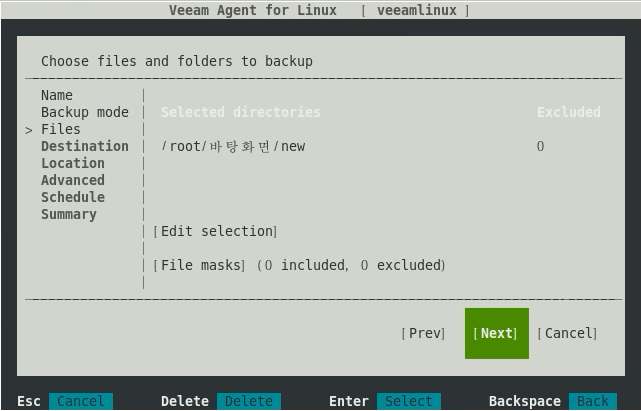 Veeam Agent for Linux [ veeamlinux ]
Choose files and folders to backup
Name
Backup mode Selected directories Excluded
> Files
Destination /root/바탕화면/new 0
Location
Advanced
Schedule
Summary
[Edit selection]
[File masks] (0 included, 0 excluded)
[Prev] [Next] [Cancel]
Esc Cancel Delete Delete Enter Select Backspace Back